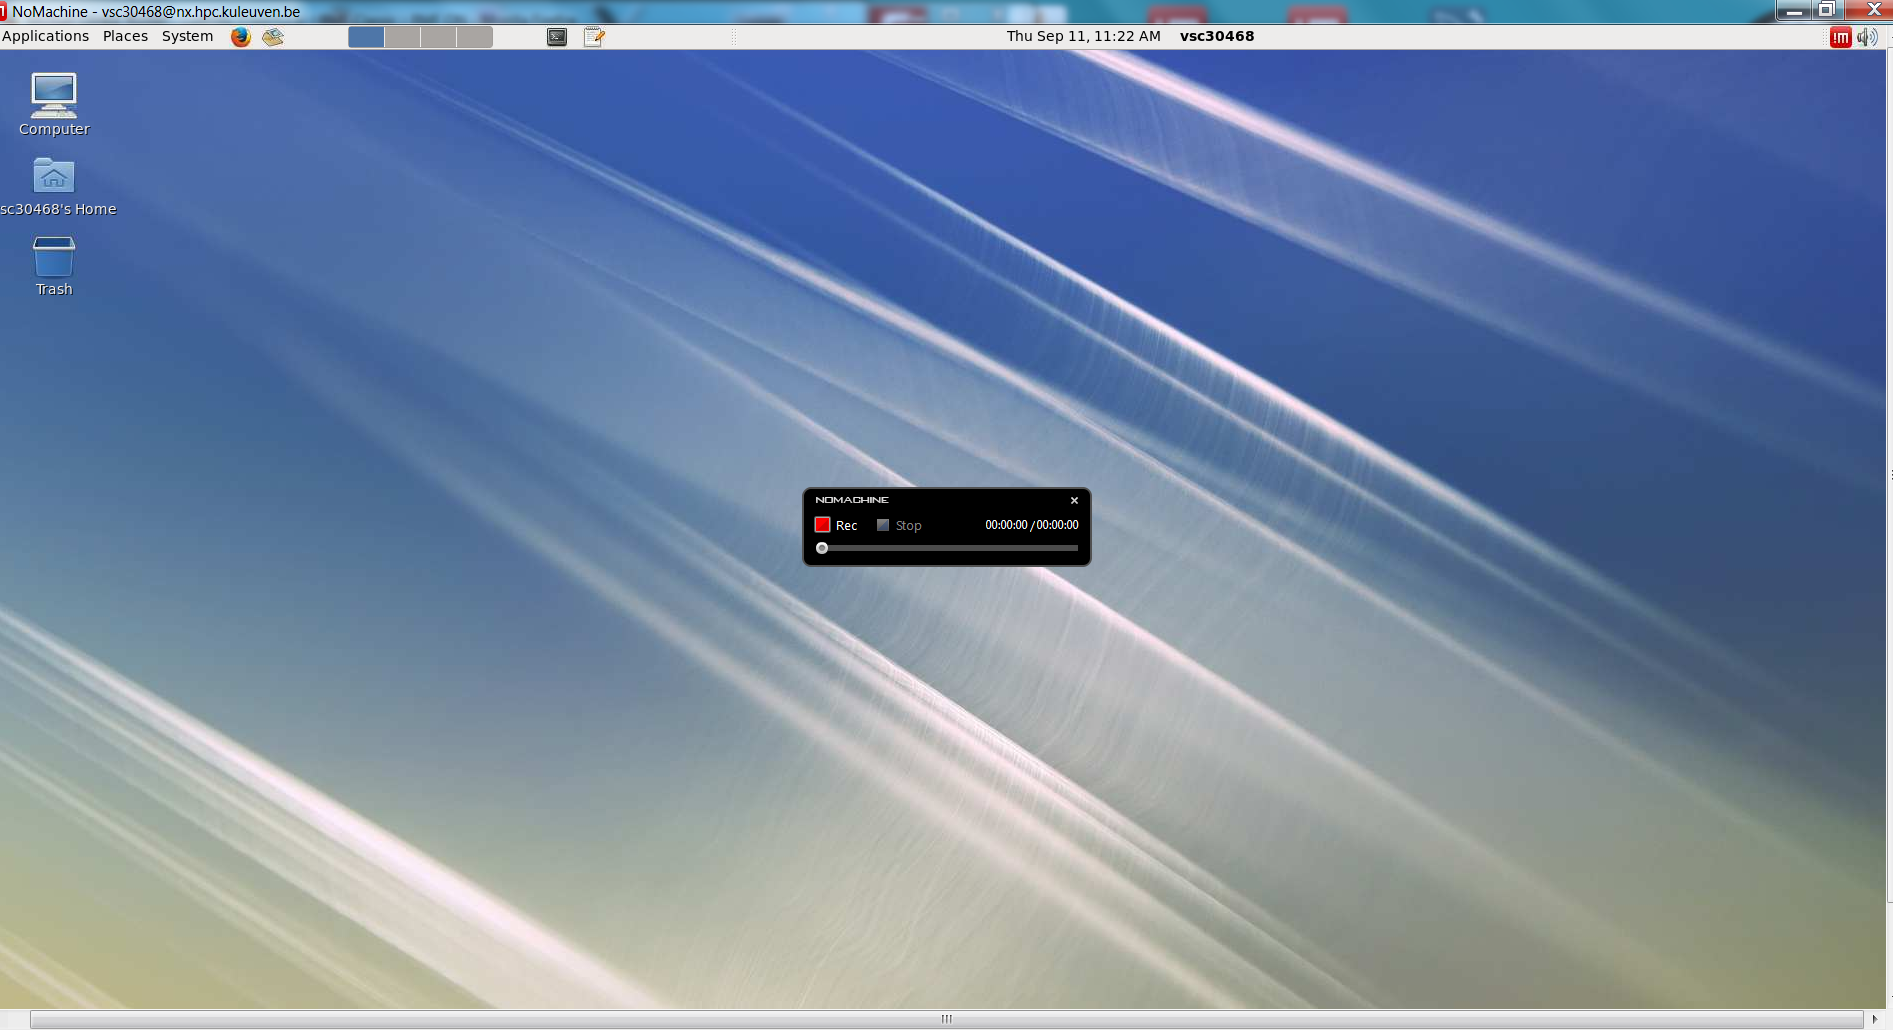 NoMachine - vsc30468@nx.hpc.kuleuven.be
Applications Places System Thu Sep 11, 11:22 AM vsc30468
!m
Computer
sc30468's Home
Trash
NOMACHINE
Rec Stop 00:00:00 / 00:00:00